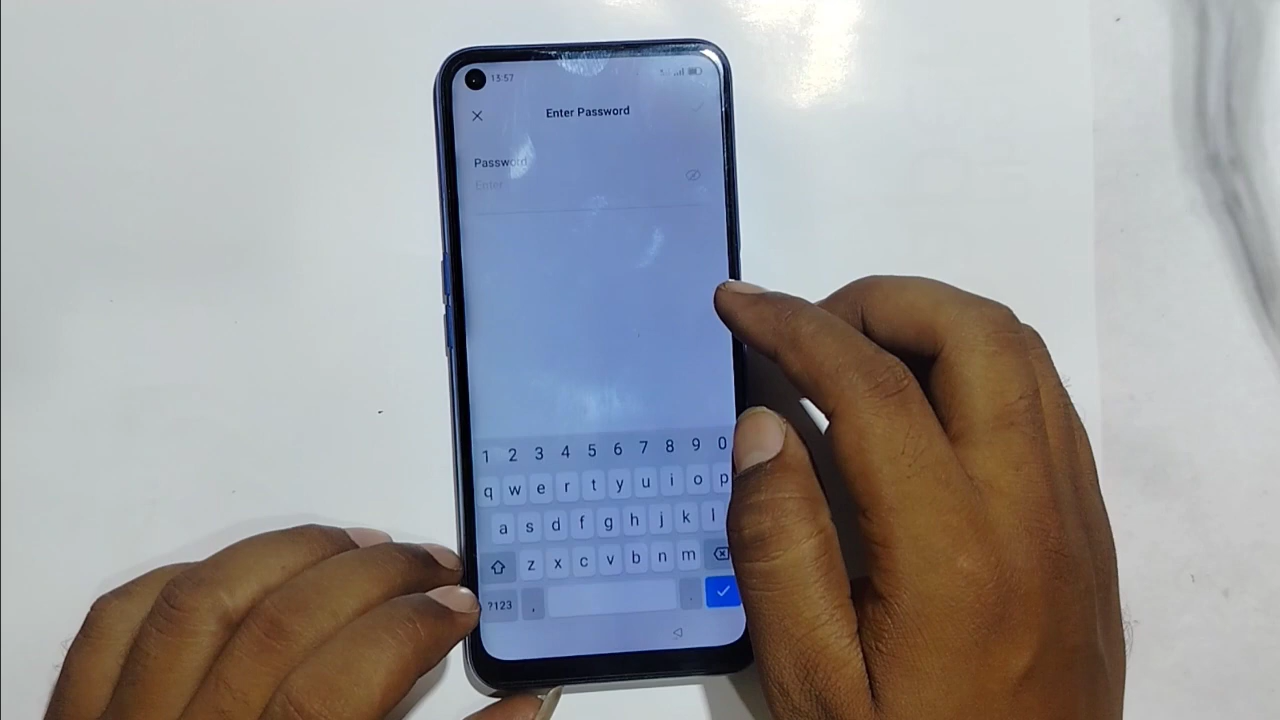 13:57
Enter Password
Password
Enter
1 2 3 4 5 6 7 8 9 0
q w e r t y u i o p
a s d f g h j k l
z x c v b n m
?123 , .